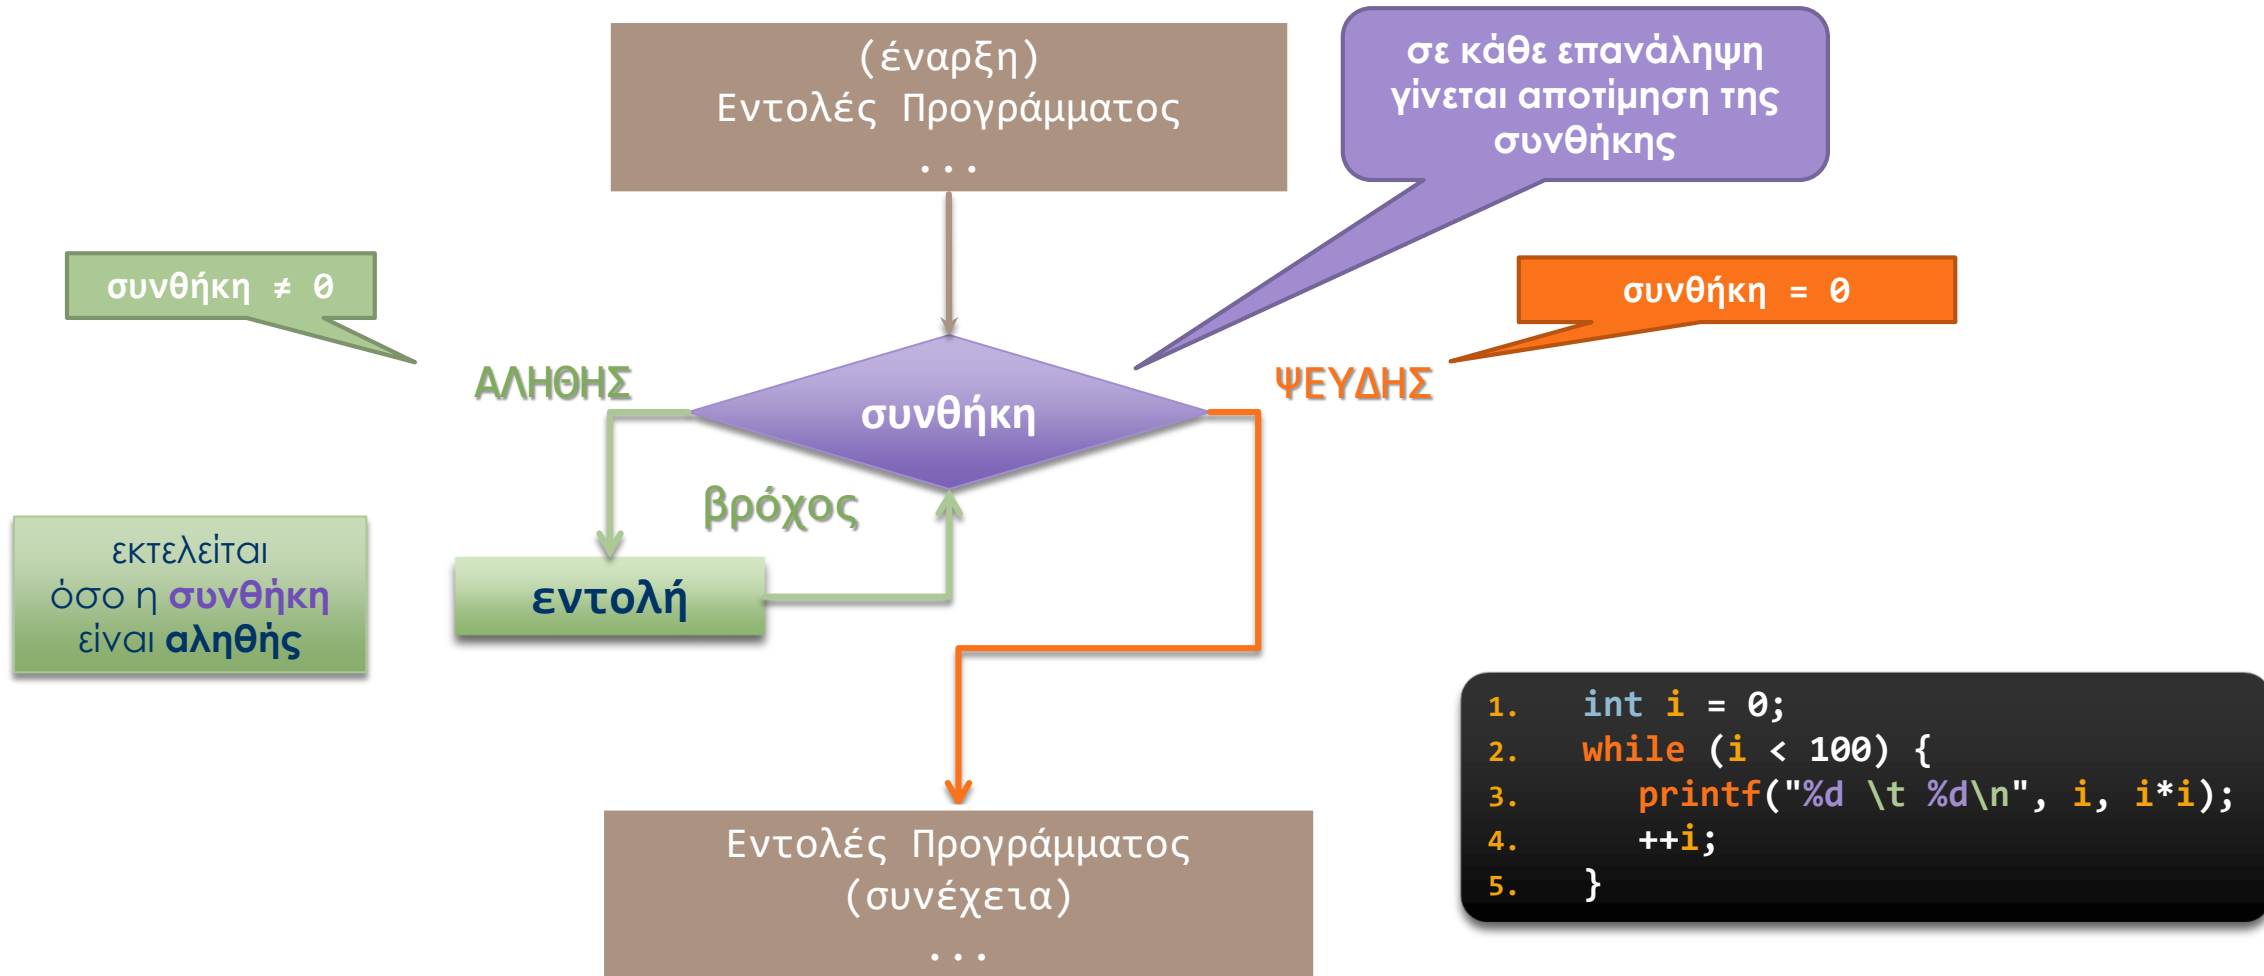 (έναρξη)
Εντολές Προγράμματος
...
σε κάθε επανάληψη
γίνεται αποτίμηση της
συνθήκης
συνθήκη ≠ 0
συνθήκη = 0
ΑΛΗΘΗΣ
συνθήκη
ΨΕΥΔΗΣ
βρόχος
εκτελείται
όσο η συνθήκη
είναι αληθής
εντολή
1. int i = 0;
2. while (i < 100) {
3. printf("%d \t %d\n", i, i*i);
4. ++i;
5. }
Εντολές Προγράμματος
(συνέχεια)
...